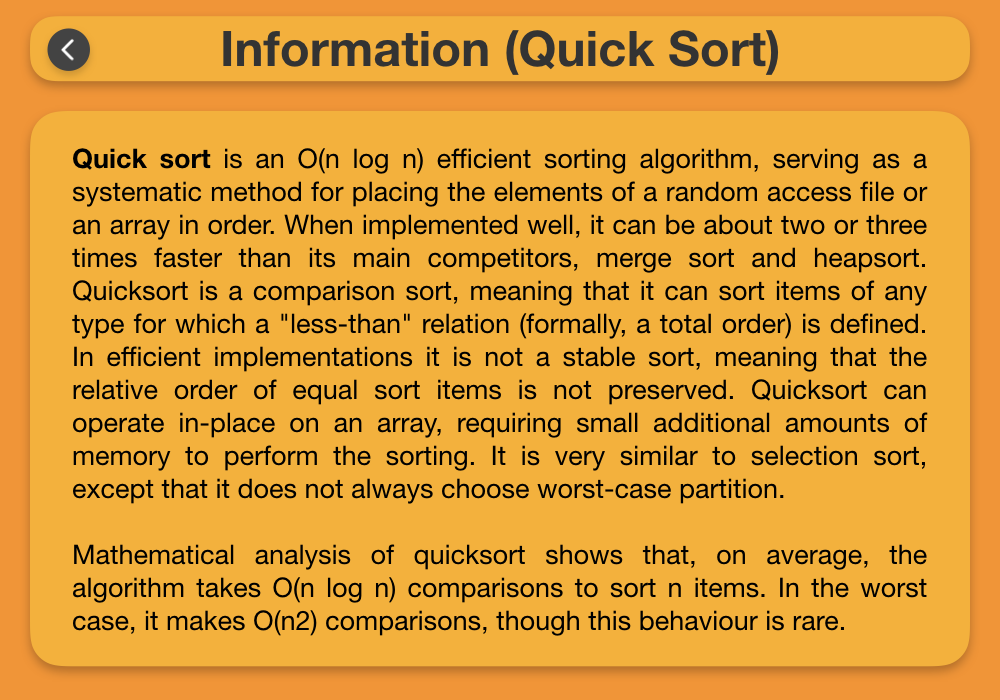 Information (Quick Sort)
Quick sort is an O(n log n) efficient sorting algorithm, serving as a
systematic method for placing the elements of a random access file or
an array in order. When implemented well, it can be about two or three
times faster than its main competitors, merge sort and heapsort.
Quicksort is a comparison sort, meaning that it can sort items of any
type for which a "less-than" relation (formally, a total order) is defined.
In efficient implementations it is not a stable sort, meaning that the
relative order of equal sort items is not preserved. Quicksort can
operate in-place on an array, requiring small additional amounts of
memory to perform the sorting. It is very similar to selection sort,
except that it does not always choose worst-case partition.
Mathematical analysis of quicksort shows that, on average, the
algorithm takes O(n log n) comparisons to sort n items. In the worst
case, it makes O(n2) comparisons, though this behaviour is rare.